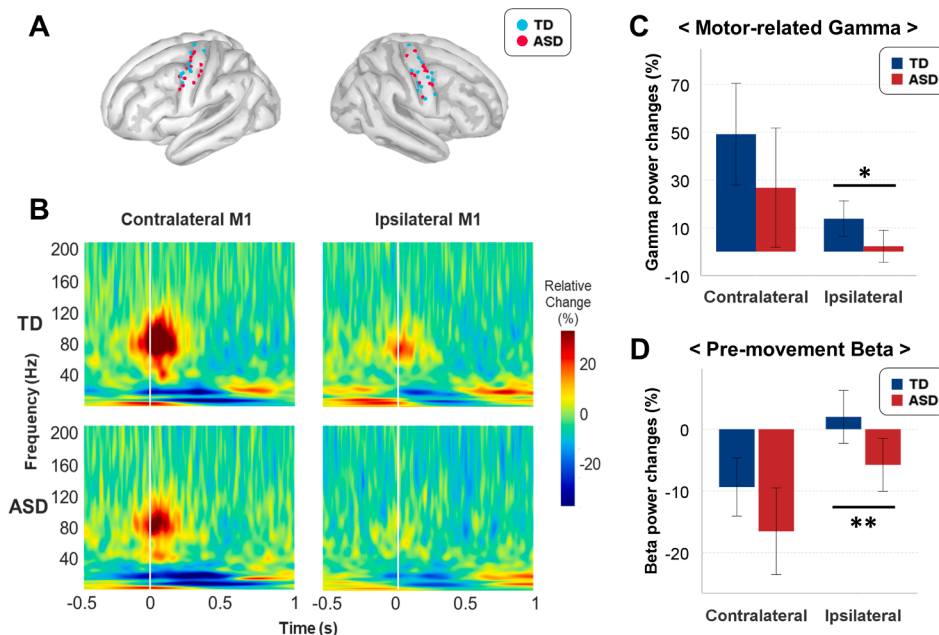 A
TD
ASD
B
Contralateral M1
Ipsilateral M1
TD
ASD
Frequency (Hz)
200
160
120
80
40
200
160
120
80
40
-0.5
0
0.5
1
-0.5
0
0.5
1
Time (s)
Relative
Change
(%)
20
0
-20
C
< Motor-related Gamma >
TD
ASD
Gamma power changes (%)
70
50
30
10
-10
*
Contralateral
Ipsilateral
D
< Pre-movement Beta >
TD
ASD
Beta power changes (%)
0
-10
-20
**
Contralateral
Ipsilateral